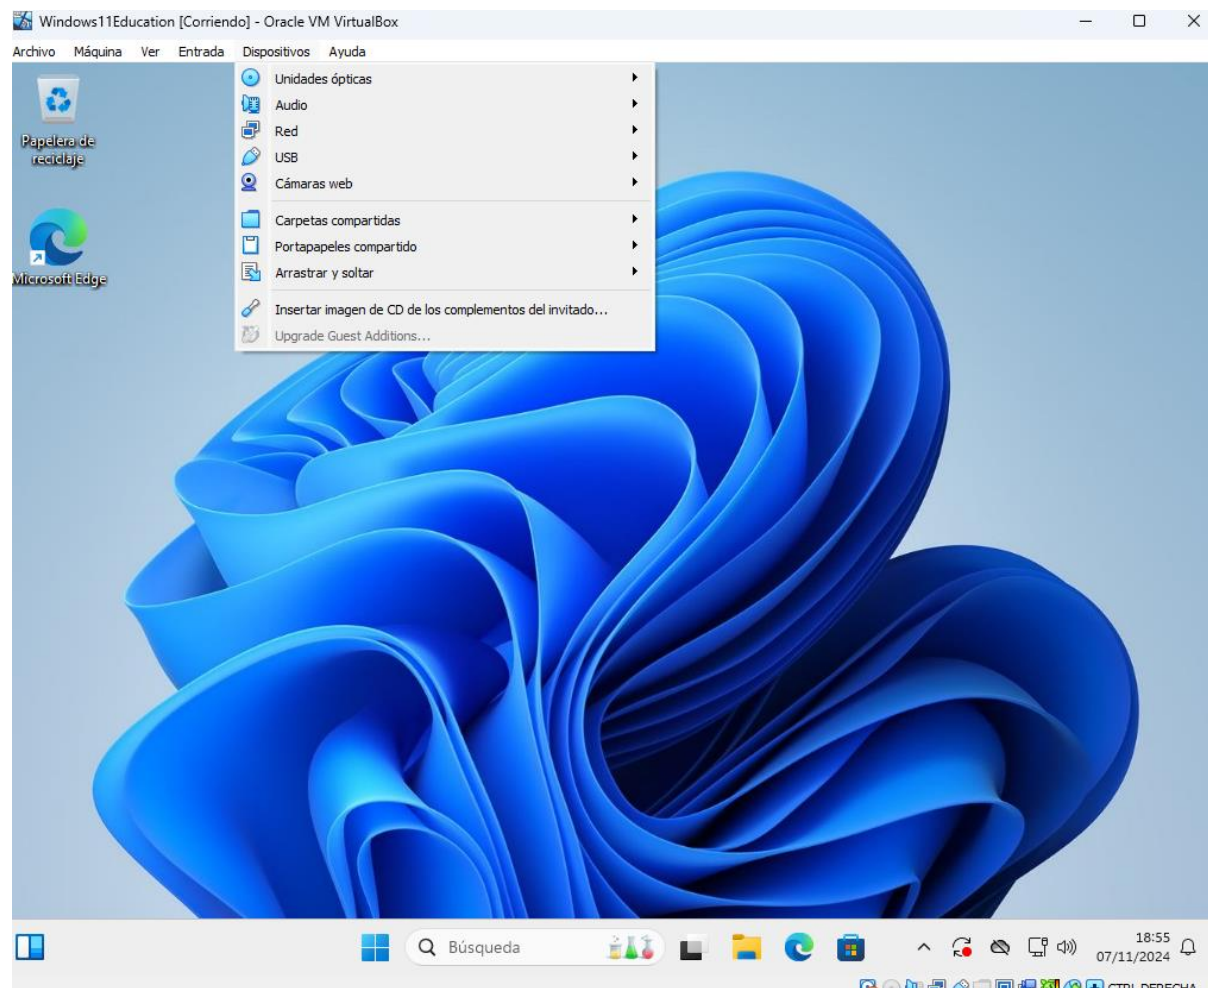 Windows11Education [Corriendo] - Oracle VM VirtualBox
Archivo Máquina Ver Entrada Dispositivos Ayuda
Unidades ópticas
Audio
Red
USB
Cámaras web
Carpetas compartidas
Portapapeles compartido
Arrastrar y soltar
Insertar imagen de CD de los complementos del invitado...
Upgrade Guest Additions...
Papelera de
reciclaje
Microsoft Edge
Búsqueda
18:55
07/11/2024
CTRL DERECHA